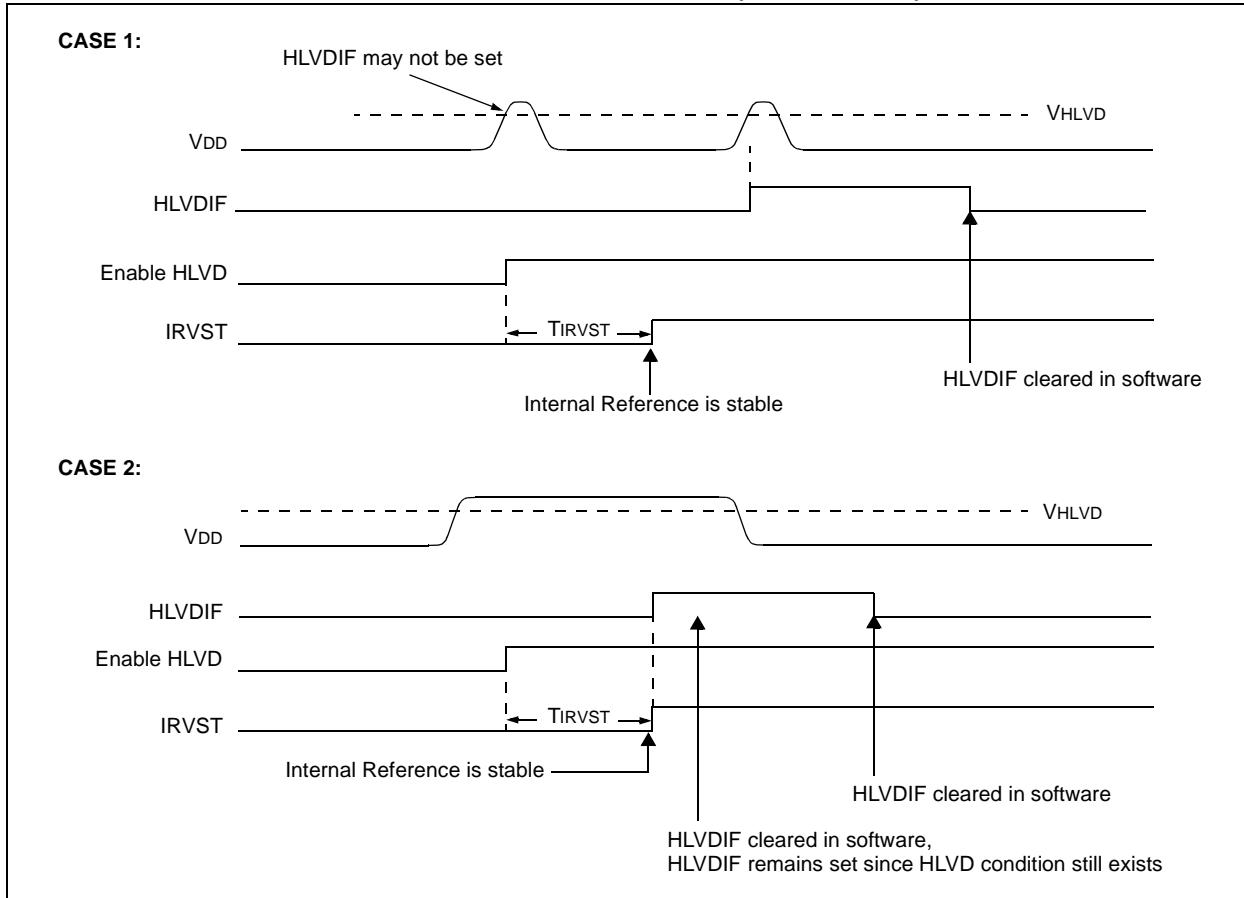 CASE 1:
HLVDIF may not be set
VHLVD
VDD
HLVDIF
Enable HLVD
TIRVST
IRVST
HLVDIF cleared in software
Internal Reference is stable
CASE 2:
VHLVD
VDD
HLVDIF
Enable HLVD
TIRVST
IRVST
Internal Reference is stable
HLVDIF cleared in software
HLVDIF cleared in software,
HLVDIF remains set since HLVD condition still exists